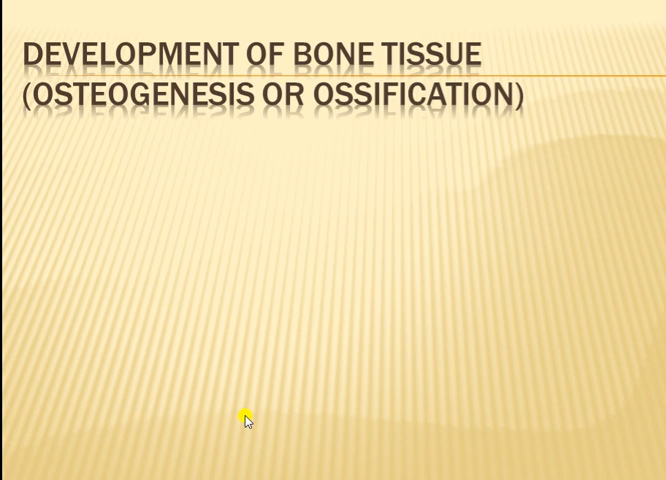 DEVELOPMENT OF BONE TISSUE
(OSTEOGENESIS OR OSSIFICATION)